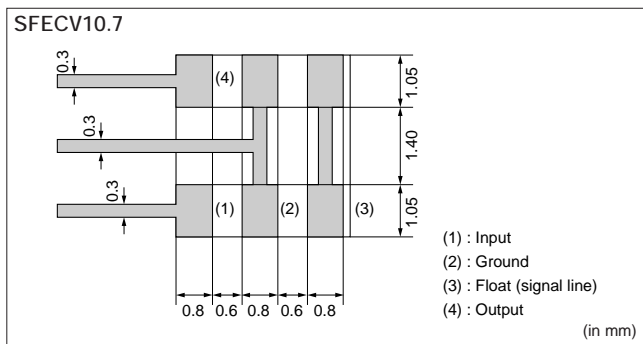 SFECV10.7
0.3
(4)
1.05
0.3
1.40
0.3
(1)
(2)
(3)
1.05
0.8
0.6
0.8
0.6
0.8
(1) : Input
(2) : Ground
(3) : Float (signal line)
(4) : Output
(in mm)